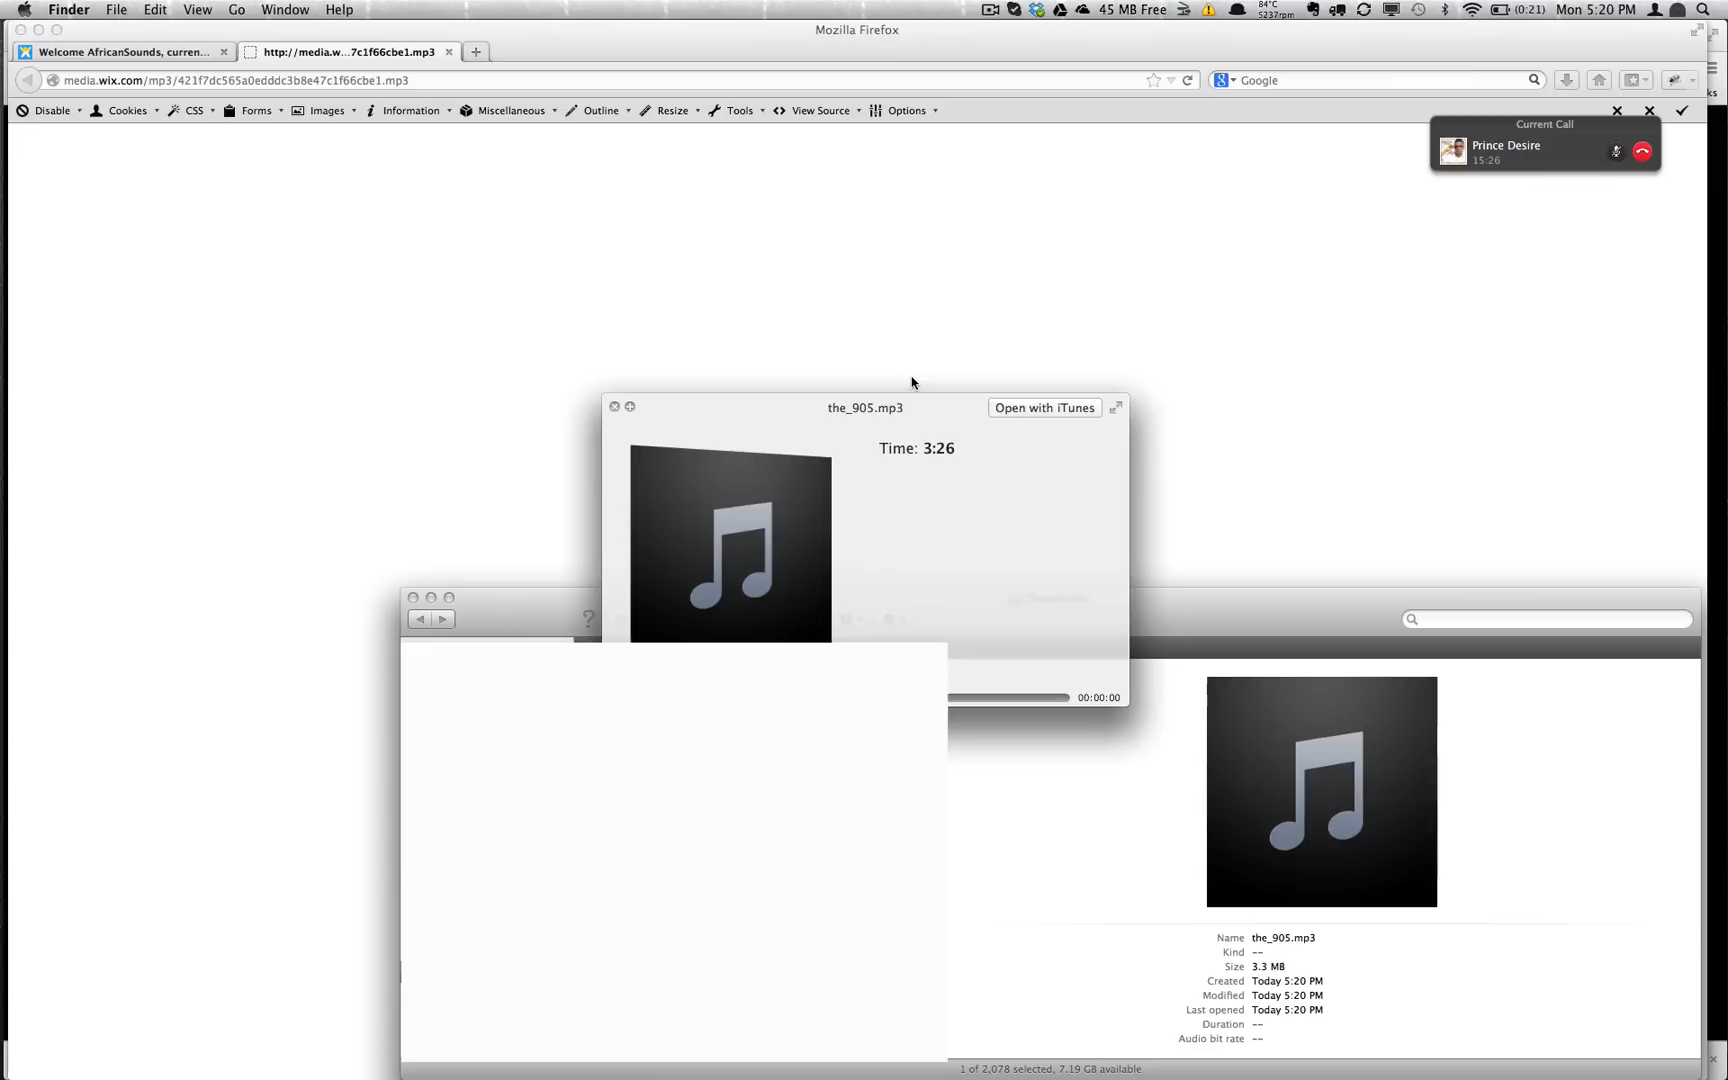 Finder File Edit View Go Window Help
45 MB Free 84°C 5237rpm (0:21) Mon 5:20 PM
Mozilla Firefox
Welcome AfricanSounds, curren... http://media.w...7c1f66cbe1.mp3
media.wix.com/mp3/421f7dc565a0edddc3b8e47c1f66cbe1.mp3 Google
Disable Cookies CSS Forms Images Information Miscellaneous Outline Resize Tools View Source Options
Current Call
Prince Desire
15:26
the_905.mp3 Open with iTunes
Time: 3:26
00:00:00
Name the_905.mp3
Kind --
Size 3.3 MB
Created Today 5:20 PM
Modified Today 5:20 PM
Last opened Today 5:20 PM
Duration --
Audio bit rate --
1 of 2,078 selected, 7.19 GB available